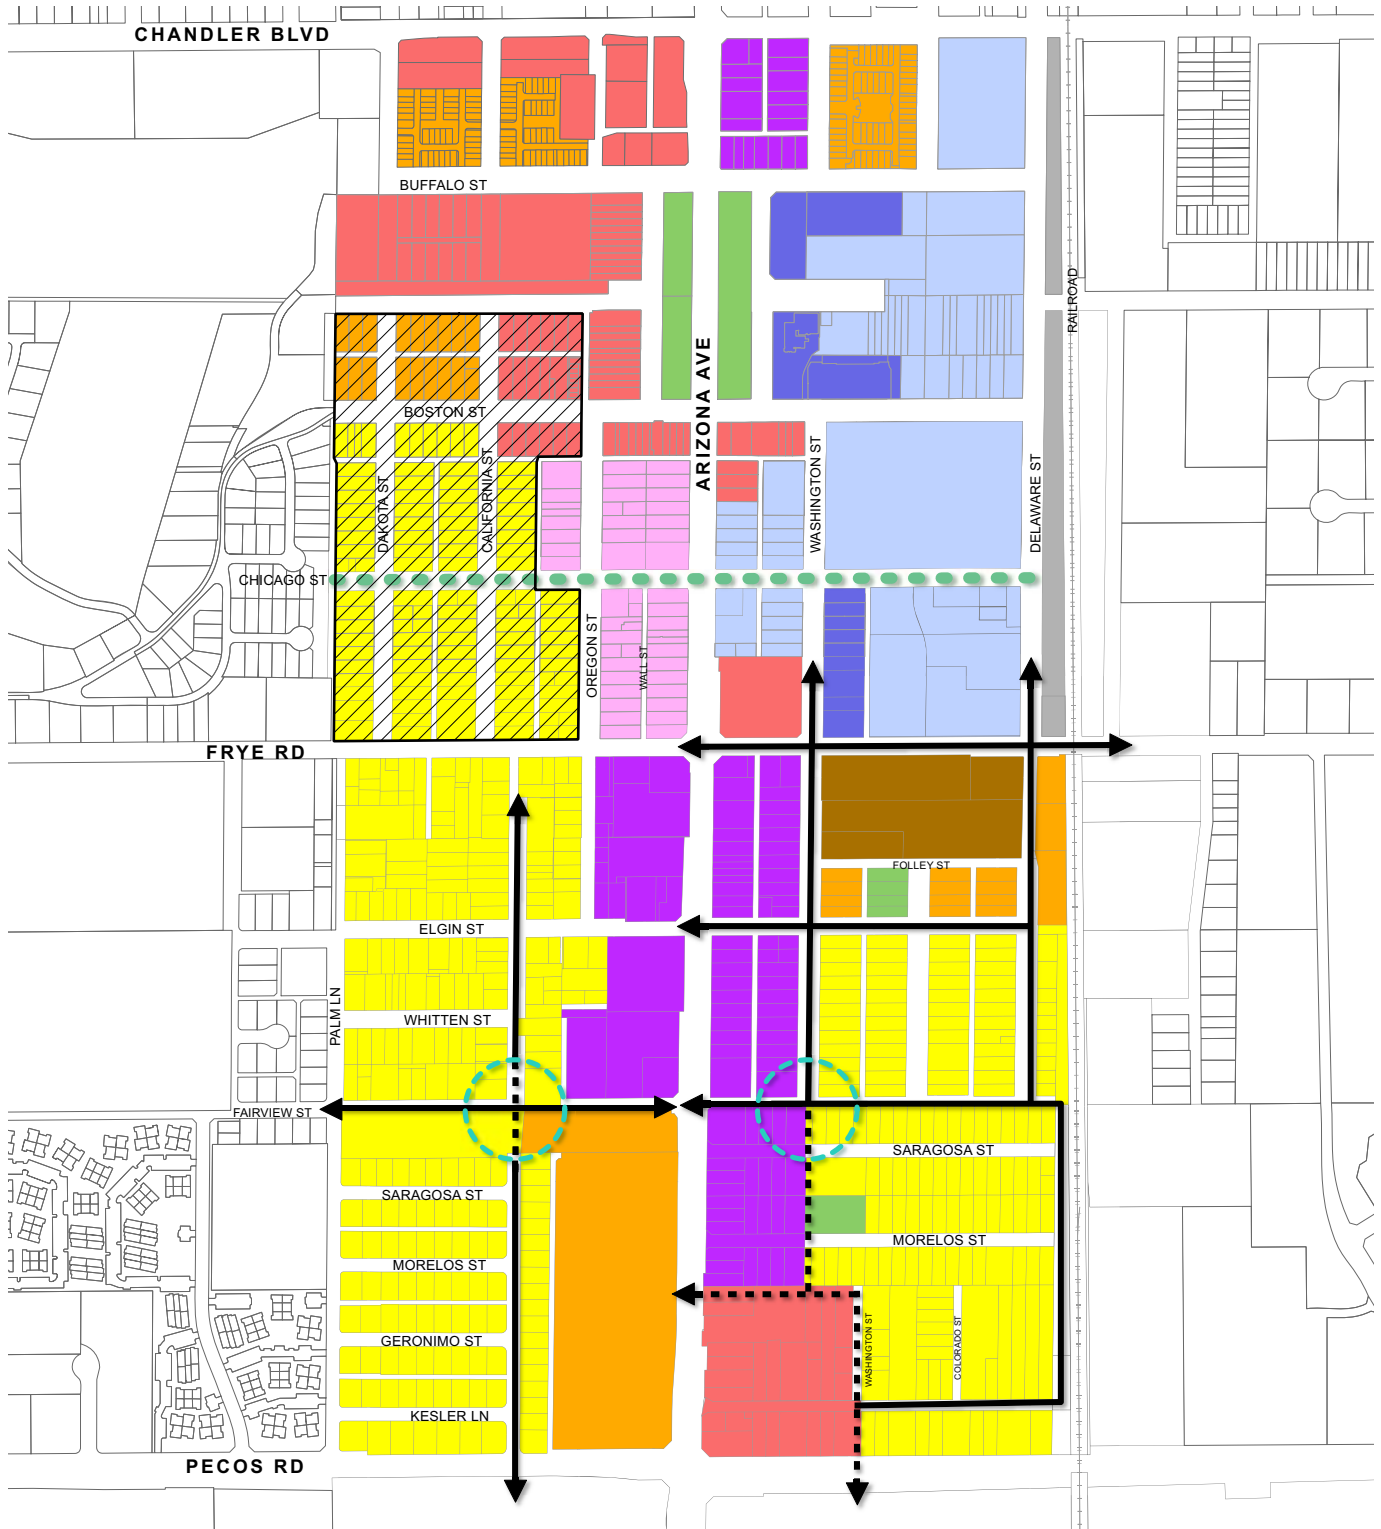 CHANDLER BLVD
BUFFALO ST
RAILROAD
ARIZONA AVE
BOSTON ST
DAKOTA ST
CALIFORNIA ST
WASHINGTON ST
DELAWARE ST
CHICAGO ST
OREGON ST
WALL ST
FRYE RD
FOLLEY ST
ELGIN ST
PALM LN
WHITTEN ST
FAIRVIEW ST
SARAGOSA ST
SARAGOSA ST
MORELOS ST
MORELOS ST
GERONIMO ST
WASHINGTON ST
COLORADO ST
KESLER LN
PECOS RD